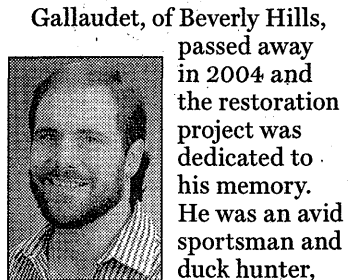 Gallaudet, of Beverly Hills,
passed away
in 2004 and
the restoration
project was
dedicated to
his memory.
He was an avid
sportsman and
duck hunter,